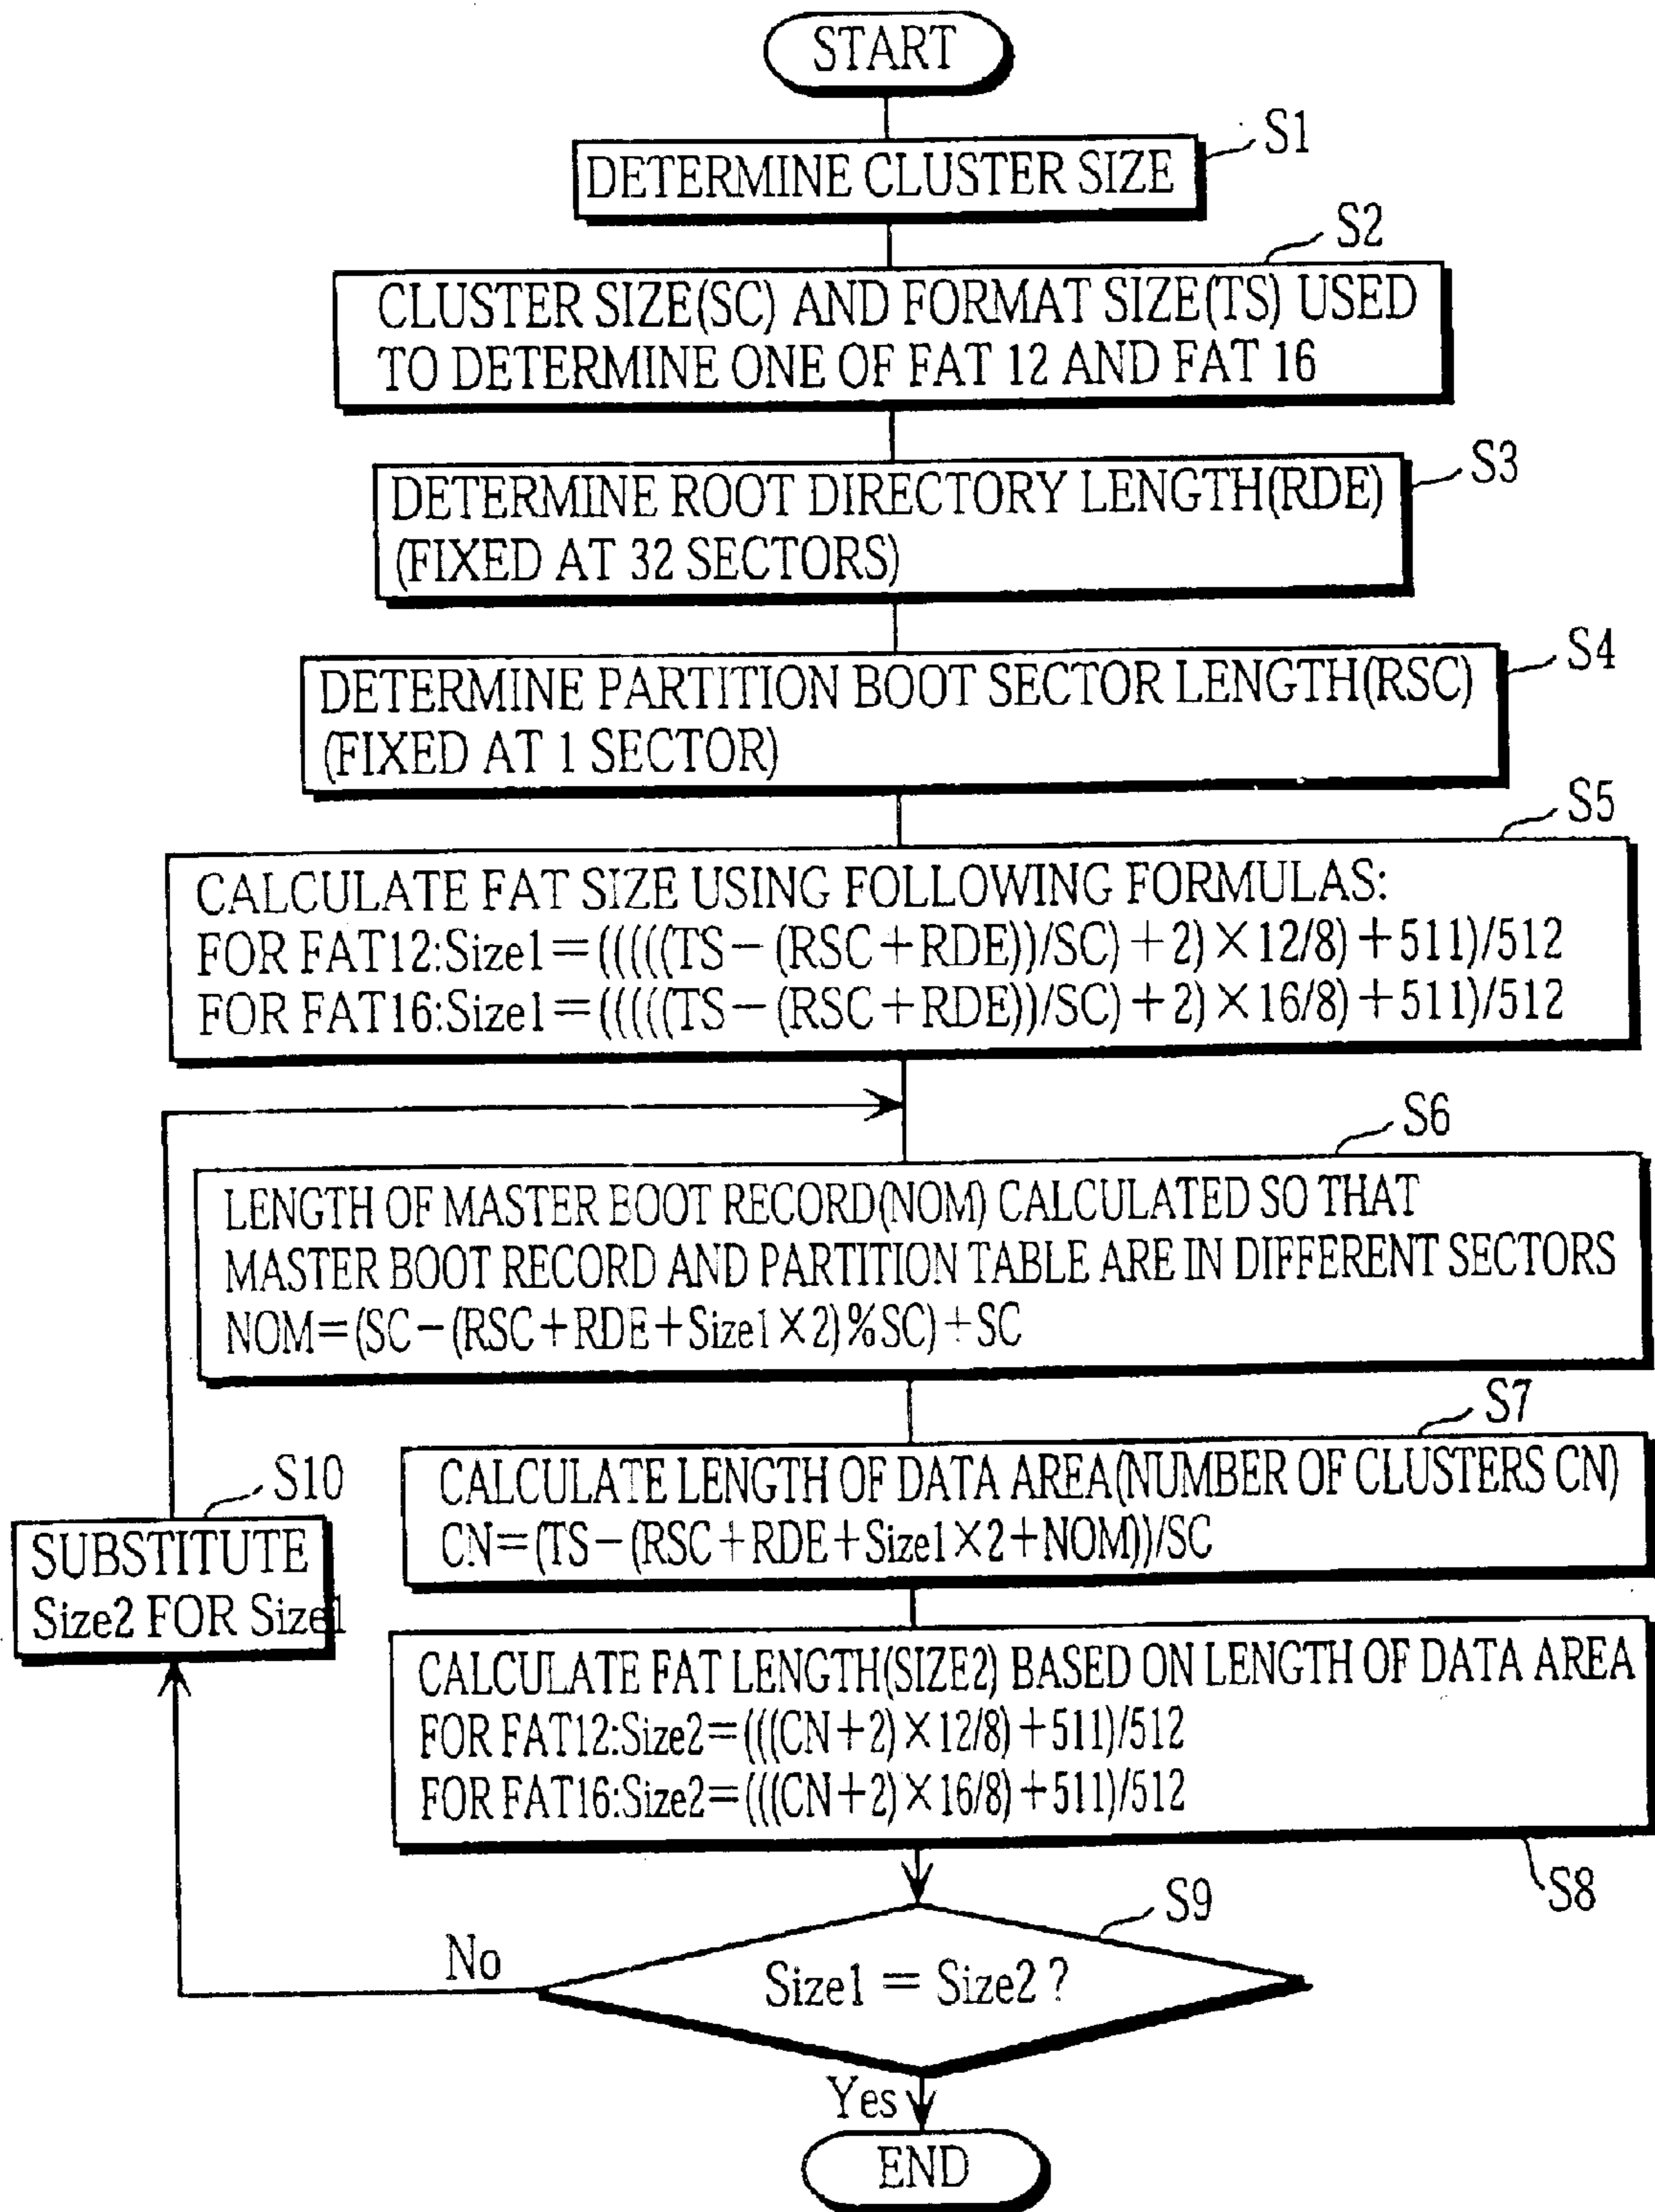 START
S1
DETERMINE CLUSTER SIZE
S2
CLUSTER SIZE(SC) AND FORMAT SIZE(TS) USED
TO DETERMINE ONE OF FAT 12 AND FAT 16
S3
DETERMINE ROOT DIRECTORY LENGTH(RDE)
(FIXED AT 32 SECTORS)
S4
DETERMINE PARTITION BOOT SECTOR LENGTH(RSC)
(FIXED AT 1 SECTOR)
S5
CALCULATE FAT SIZE USING FOLLOWING FORMULAS:
FOR FAT12:Size1=(((((TS-(RSC+RDE))/SC)+2)×12/8)+511)/512
FOR FAT16:Size1=(((((TS-(RSC+RDE))/SC)+2)×16/8)+511)/512
S6
LENGTH OF MASTER BOOT RECORD(NOM) CALCULATED SO THAT
MASTER BOOT RECORD AND PARTITION TABLE ARE IN DIFFERENT SECTORS
NOM=(SC-(RSC+RDE+Size1×2)%SC)+SC
S7
CALCULATE LENGTH OF DATA AREA(NUMBER OF CLUSTERS CN)
CN=(TS-(RSC+RDE+Size1×2+NOM))/SC
S10
SUBSTITUTE
Size2 FOR Size1
CALCULATE FAT LENGTH(SIZE2) BASED ON LENGTH OF DATA AREA
FOR FAT12:Size2=(((CN+2)×12/8)+511)/512
FOR FAT16:Size2=(((CN+2)×16/8)+511)/512
S8
S9
No
Size1 = Size2 ?
Yes
END